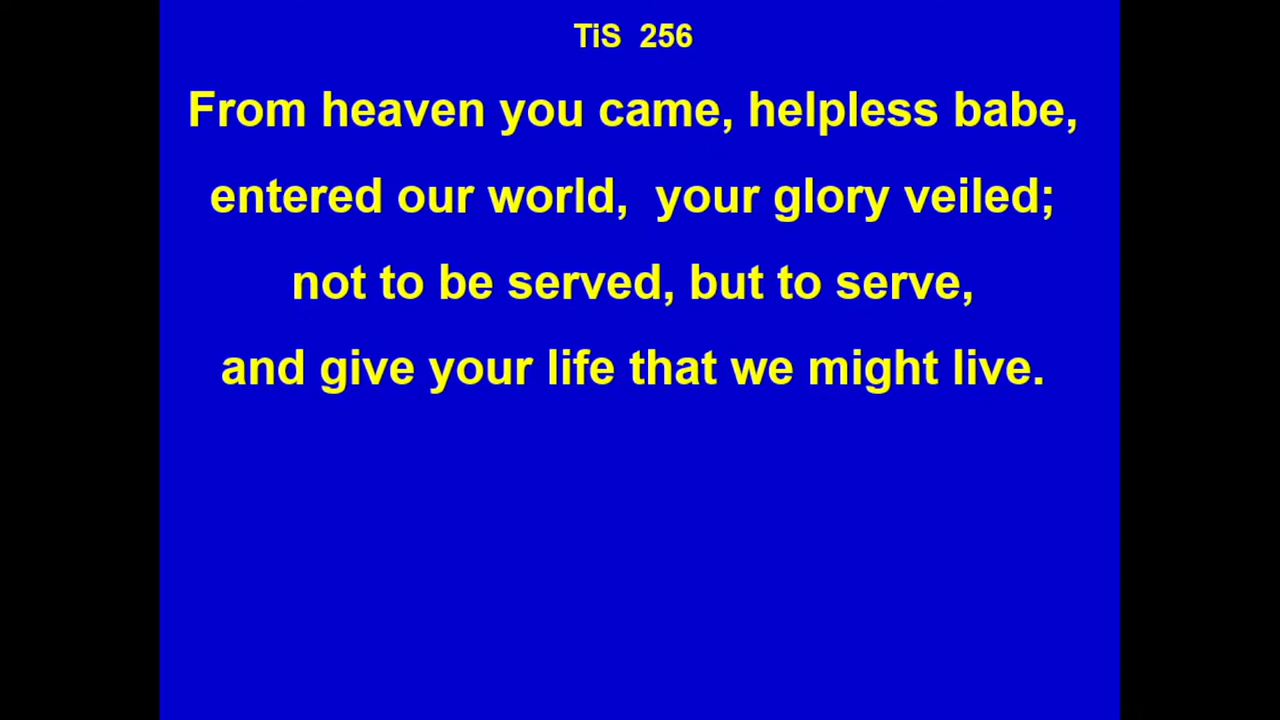 TiS 256
From heaven you came, helpless babe,
entered our world, your glory veiled;
not to be served, but to serve,
and give your life that we might live.